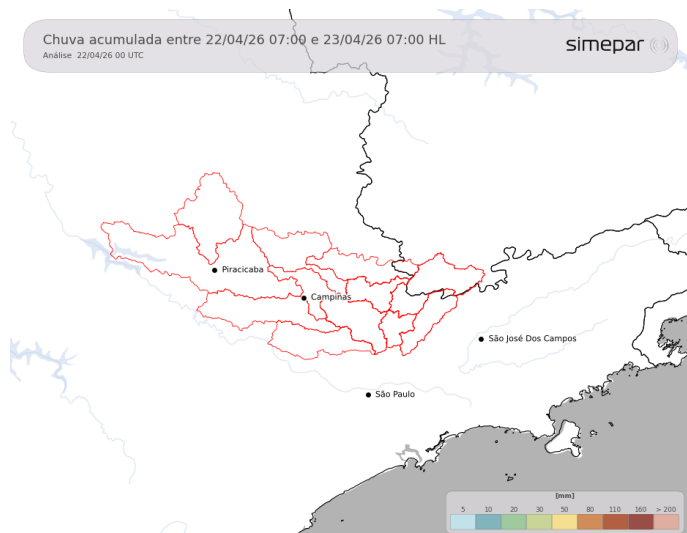 Chuva acumulada entre 22/04/26 07:00 e 23/04/26 07:00 HL
Análise 22/04/26 00 UTC
simepar
Piracicaba
Campinas
São José Dos Campos
São Paulo
[mm]
5 10 20 30 50 80 110 160 > 200